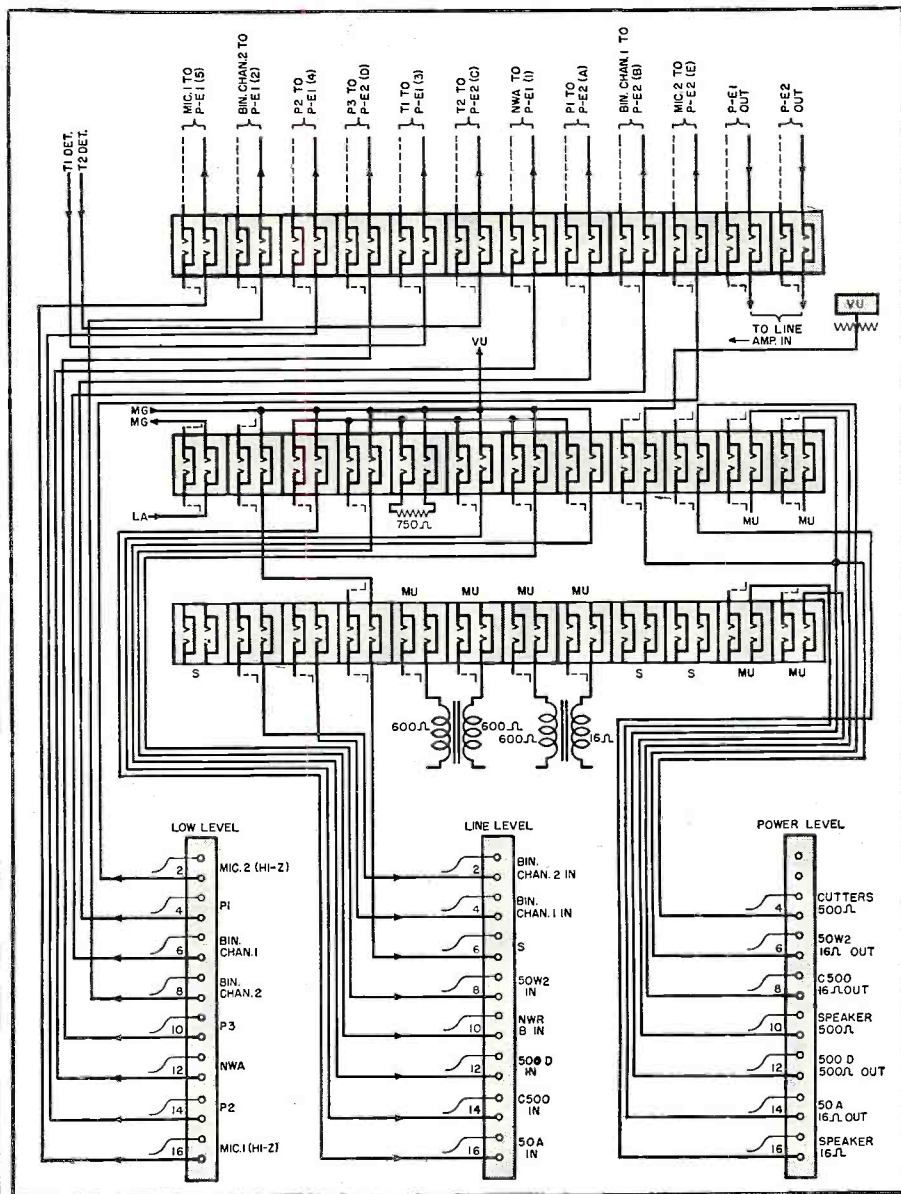 T1 DET.
T2 DET.
MIC.1 TO
P-E1 (5)
BIN.CHAN.2 TO
P-E1 (2)
P2 TO
P-E1 (4)
P3 TO
P-E2 (D)
T1 TO
P-E1 (3)
T2 TO
P-E2 (C)
NWA TO
P-E1 (1)
P1 TO
P-E2 (A)
BIN.CHAN.1 TO
P-E2 (B)
MIC.2 TO
P-E2 (E)
P-E1
OUT
P-E2
OUT
VU
TO LINE
AMP. IN
VU
MG
MG
LA
750Ω
MU
MU
MU
MU
MU
MU
S
S
S
MU
MU
600Ω
600Ω
600Ω
16Ω
LOW LEVEL
2
MIC.2 (HI-Z)
4
P1
6
BIN.
CHAN.1
8
BIN.
CHAN.2
10
P3
12
NWA
14
P2
16
MIC.1 (HI-Z)
LINE LEVEL
2
BIN.
CHAN. 2 IN
4
BIN.
CHAN. 1 IN
6
S
8
50W2
IN
10
NWR
B IN
12
500 D
IN
14
C500
IN
16
50A
IN
POWER LEVEL
4
CUTTERS
500Ω
6
50W2
16Ω OUT
8
C500
16Ω OUT
10
SPEAKER
500Ω
12
500 D
500Ω OUT
14
50 A
16Ω OUT
16
SPEAKER
16Ω